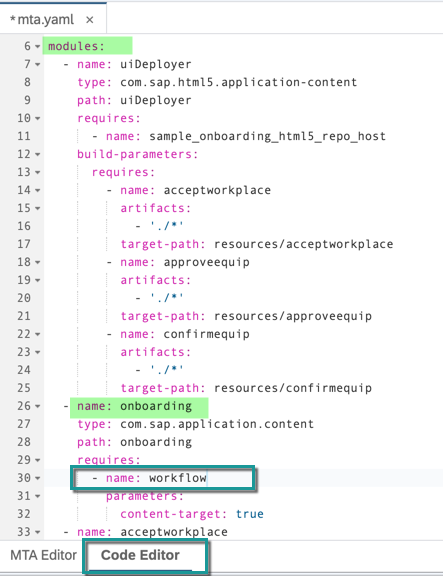 *mta.yaml ×
6 modules:
7 - name: uiDeployer
8 type: com.sap.html5.application-content
9 path: uiDeployer
10 requires:
11 - name: sample_onboarding_html5_repo_host
12 build-parameters:
13 requires:
14 - name: acceptworkplace
15 artifacts:
16 - './*'
17 target-path: resources/acceptworkplace
18 - name: approveequip
19 artifacts:
20 - './*'
21 target-path: resources/approveequip
22 - name: confirmequip
23 artifacts:
24 - './*'
25 target-path: resources/confirmequip
26 - name: onboarding
27 type: com.sap.application.content
28 path: onboarding
29 requires:
30 - name: workflow
31 parameters:
32 content-target: true
33 - name: acceptworkplace
MTA Editor Code Editor